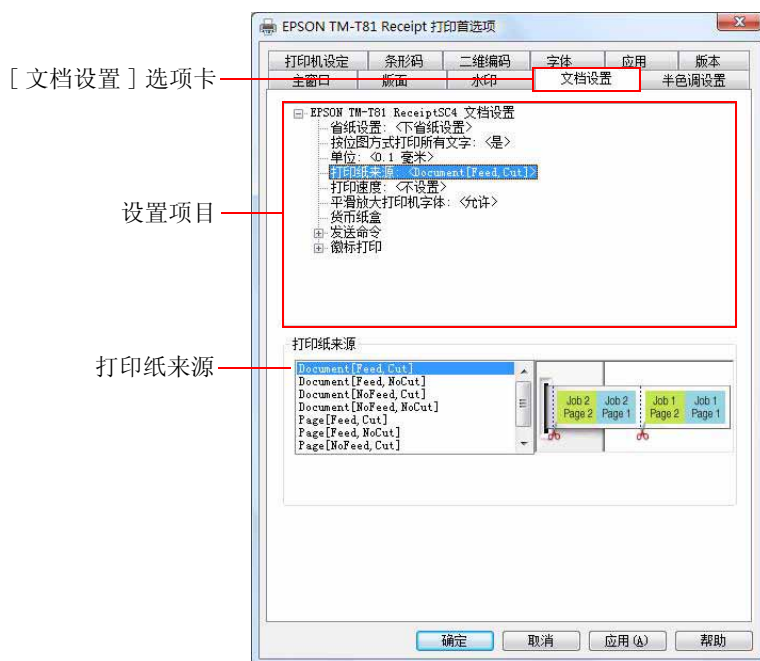 EPSON TM-T81 Receipt 打印首选项
打印机设定 条形码 二维编码 字体 应用 版本
主窗口 版面 水印 文档设置 半色调设置
[ 文档设置 ] 选项卡
EPSON TM-T81 ReceiptSC4 文档设置
省纸设置: <下省纸设置>
按位图方式打印所有文字: <是>
单位: <0.1 毫米>
打印纸来源: <Document[Feed,Cut]>
打印速度: <不设置>
平滑放大打印机字体: <允许>
货币纸盒
发送命令
徽标打印
设置项目
打印纸来源
打印纸来源
Document[Feed,Cut]
Document[Feed,NoCut]
Document[NoFeed,Cut]
Document[NoFeed,NoCut]
Page[Feed,Cut]
Page[Feed,NoCut]
Page[NoFeed,Cut]
Job 2 Job 2 Job 1 Job 1
Page 2 Page 1 Page 2 Page 1
确定 取消 应用(A) 帮助